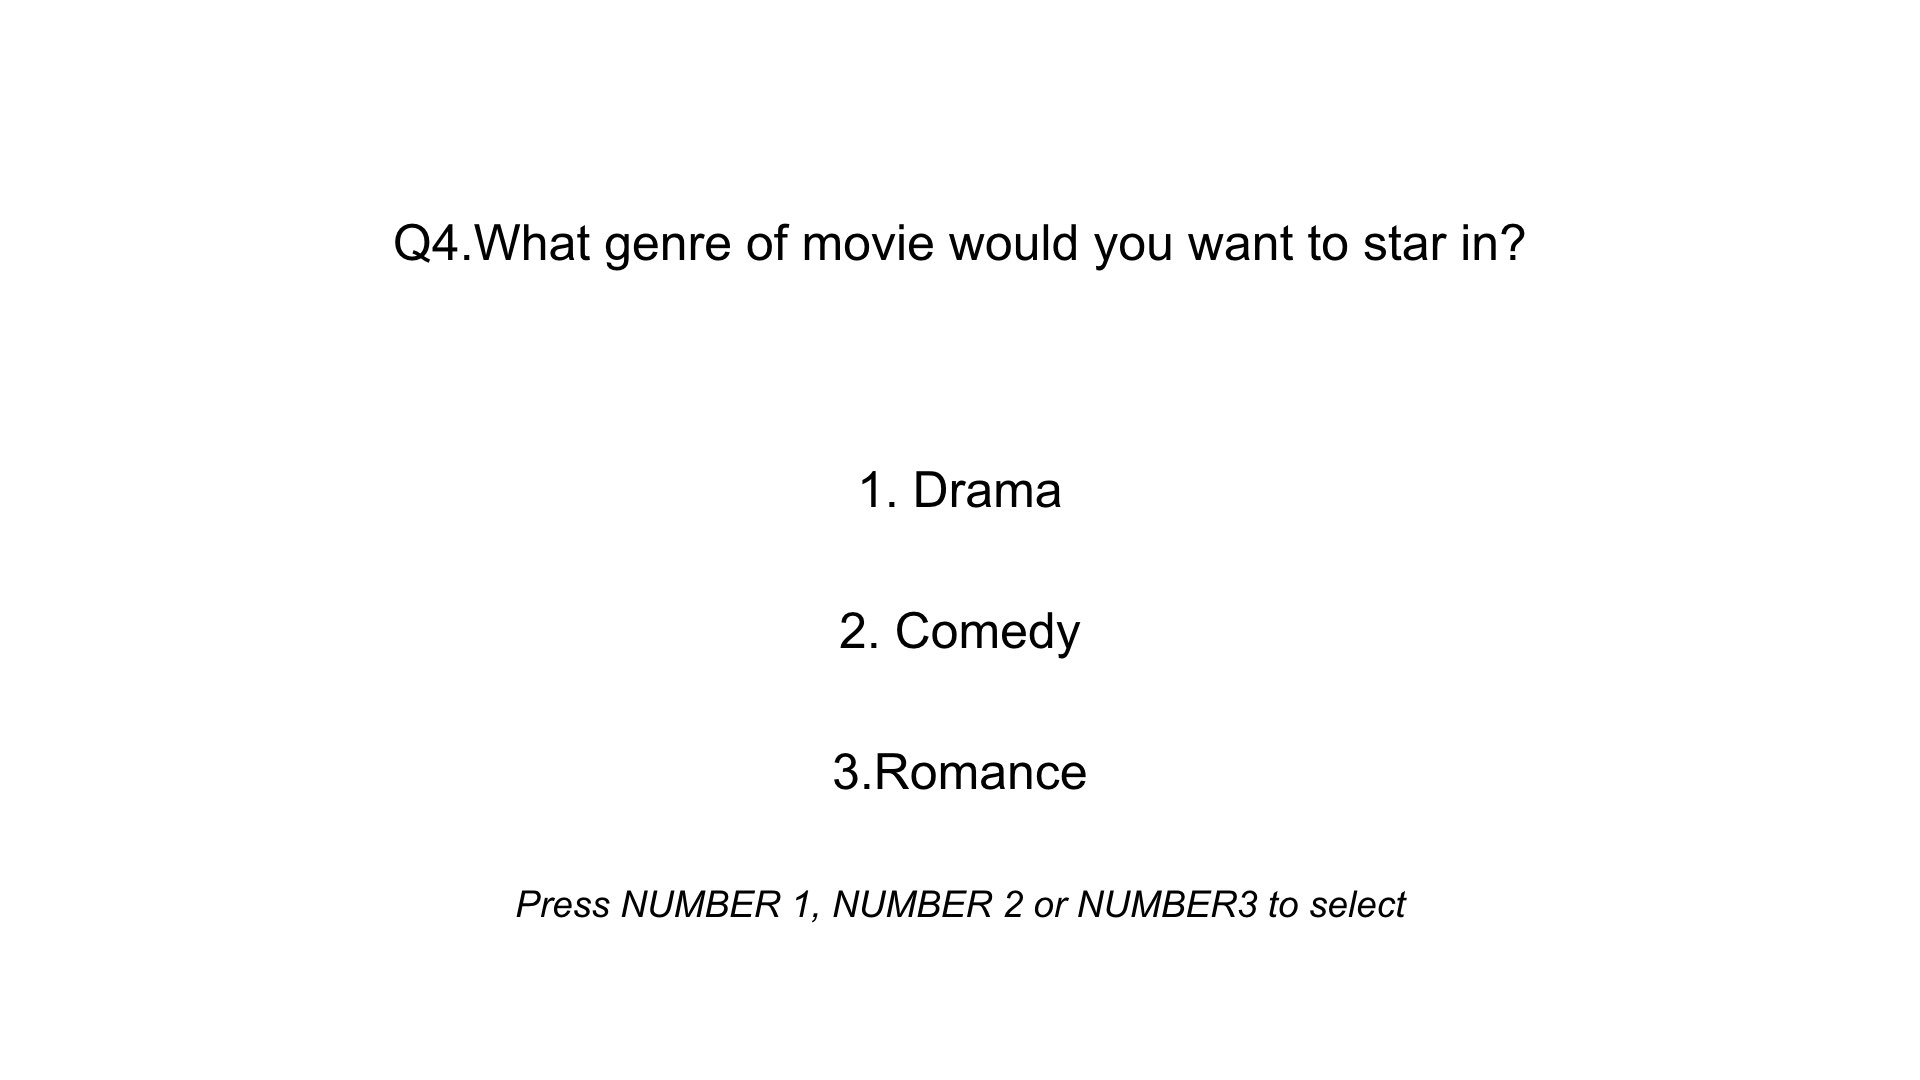 Q4.What genre of movie would you want to star in?
1. Drama
2. Comedy
3.Romance
Press NUMBER 1, NUMBER 2 or NUMBER3 to select